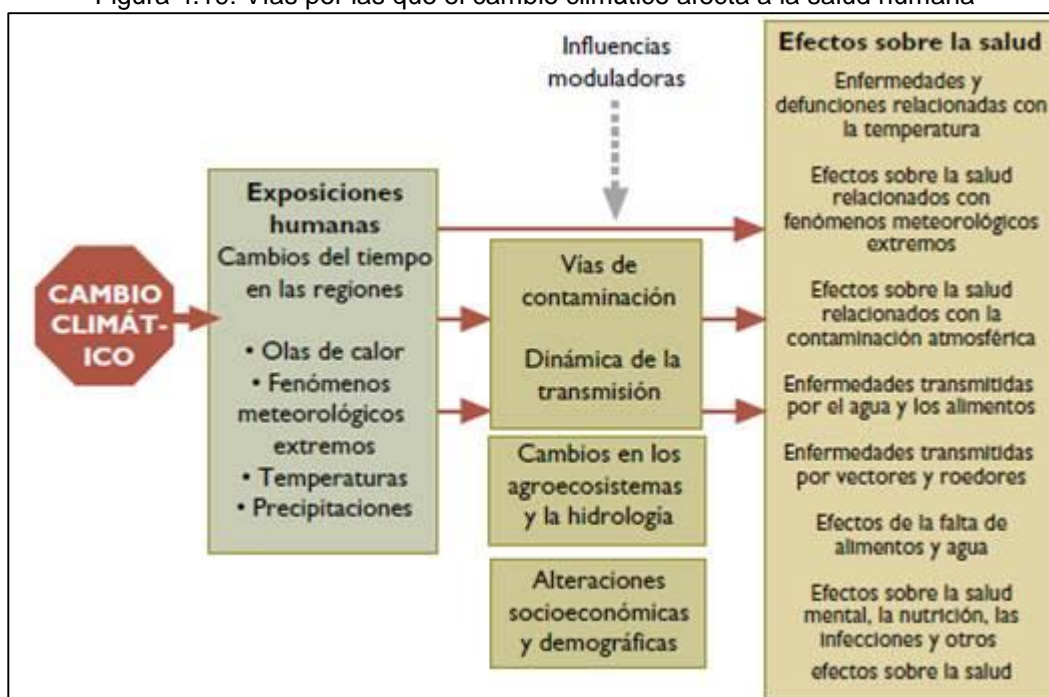 Figura 4.10. Vías por las que el cambio climático afecta a la salud humana
CAMBIO
CLIMÁT-
ICO
Exposiciones
humanas
Cambios del tiempo
en las regiones
• Olas de calor
• Fenómenos
meteorológicos
extremos
• Temperaturas
• Precipitaciones
Influencias
moduladoras
Vías de
contaminación
Dinámica de la
transmisión
Cambios en los
agroecosistemas
y la hidrología
Alteraciones
socioeconómicas
y demográficas
Efectos sobre la salud
Enfermedades y
defunciones relacionadas con
la temperatura
Efectos sobre la salud
relacionados con
fenómenos meteorológicos
extremos
Efectos sobre la salud
relacionados con la
contaminación atmosférica
Enfermedades transmitidas
por el agua y los alimentos
Enfermedades transmitidas
por vectores y roedores
Efectos de la falta de
alimentos y agua
Efectos sobre la salud
mental, la nutrición, las
infecciones y otros
efectos sobre la salud